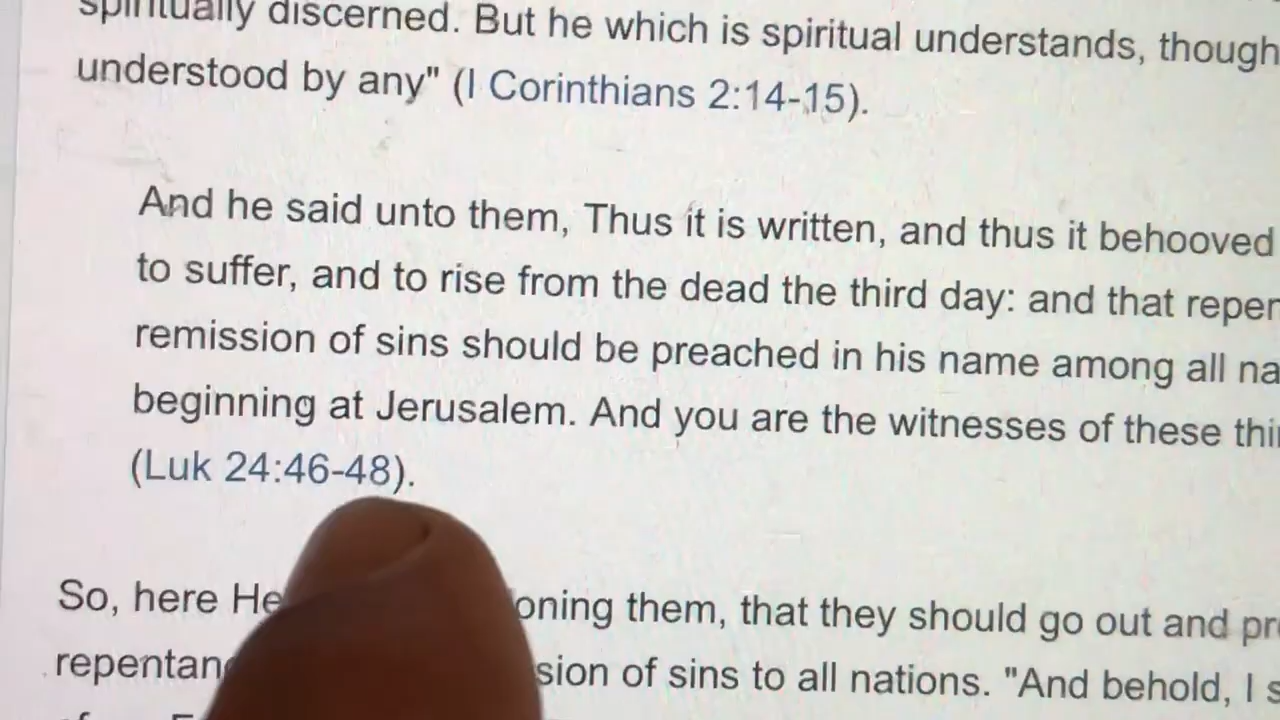 spiritually discerned. But he which is spiritual understands, though
understood by any" (I Corinthians 2:14-15).
And he said unto them, Thus it is written, and thus it behooved
to suffer, and to rise from the dead the third day: and that repen
remission of sins should be preached in his name among all na
beginning at Jerusalem. And you are the witnesses of these thin
(Luk 24:46-48).
So, here He oning them, that they should go out and pre
repentan sion of sins to all nations. "And behold, I s